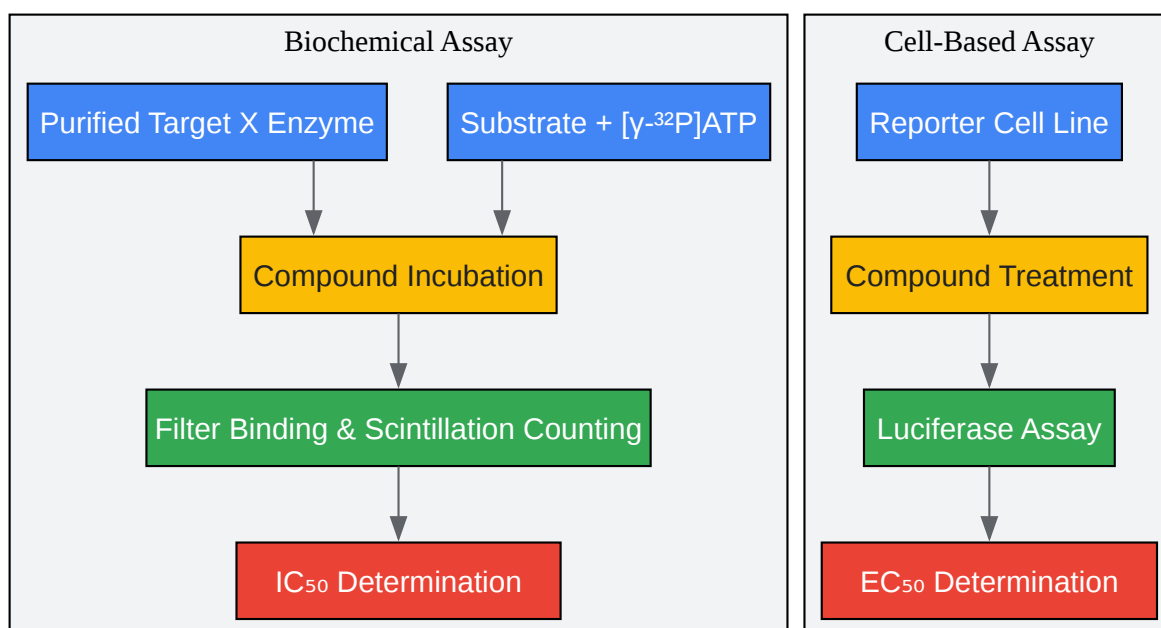 Biochemical Assay
Purified Target X Enzyme
Substrate + [γ-³²P]ATP
Compound Incubation
Filter Binding & Scintillation Counting
IC₅₀ Determination
Cell-Based Assay
Reporter Cell Line
Compound Treatment
Luciferase Assay
EC₅₀ Determination